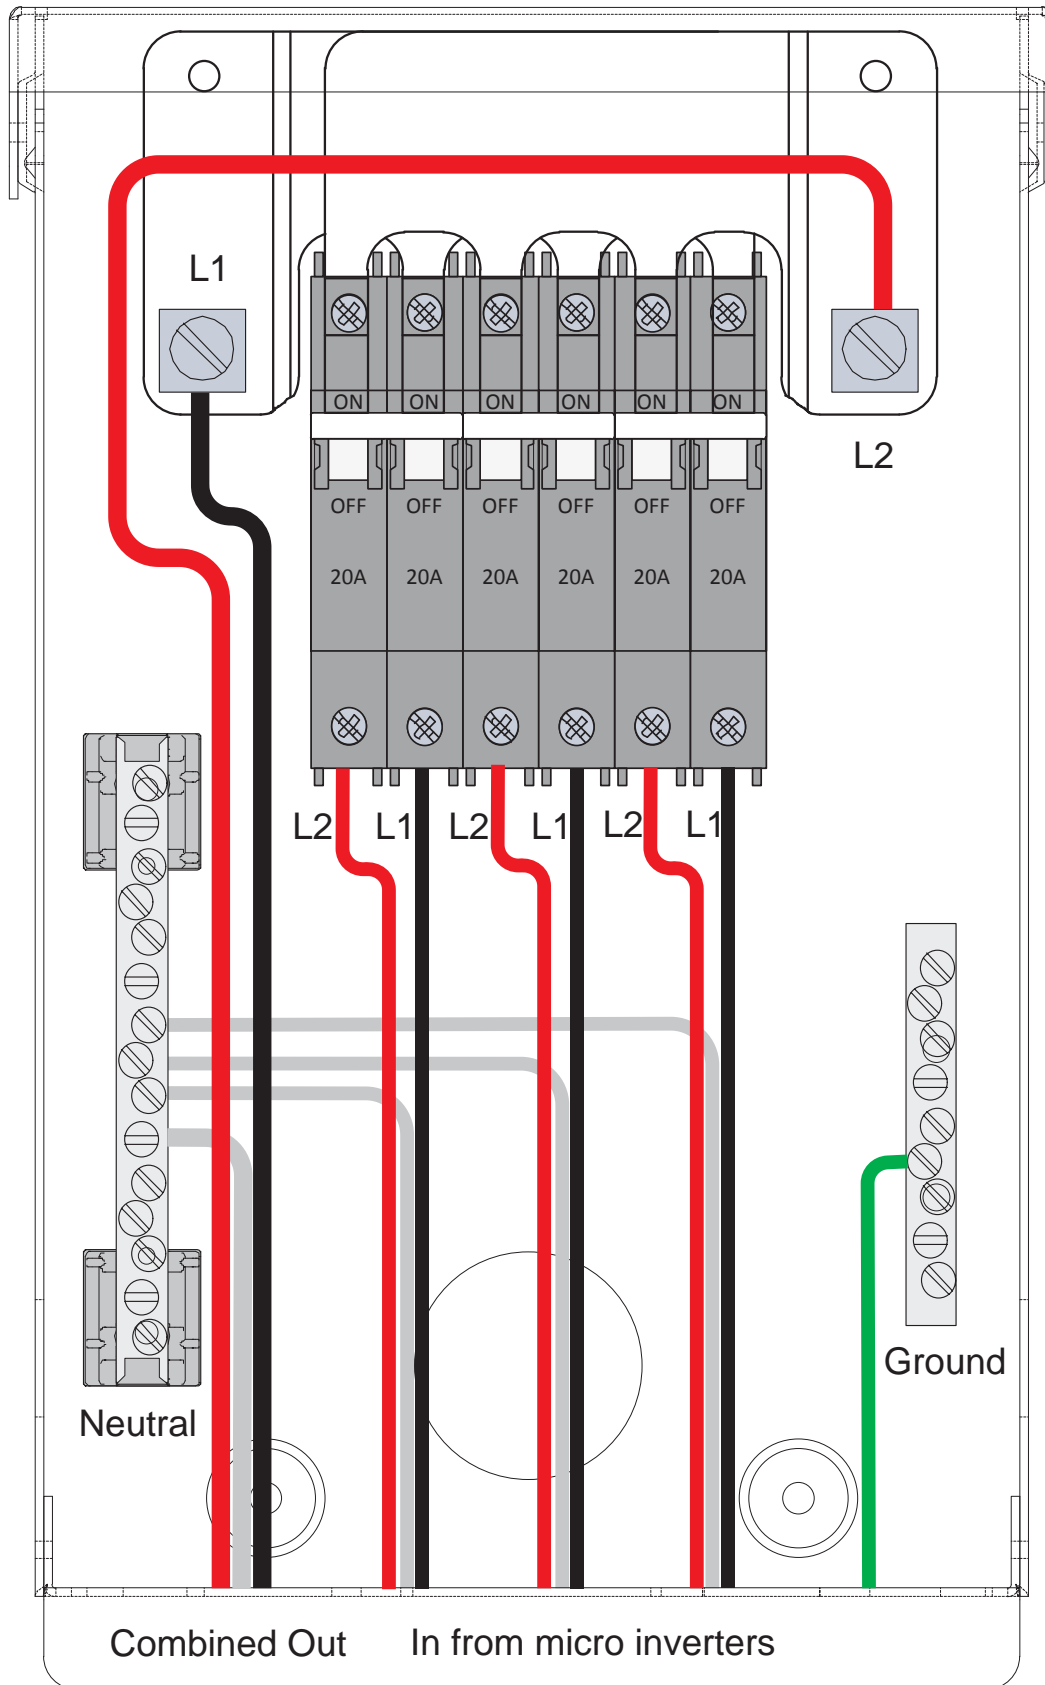 L1
L2
ON ON ON ON ON ON
OFF OFF OFF OFF OFF OFF
20A 20A 20A 20A 20A 20A
L2 L1 L2 L1 L2 L1
Ground
Neutral
Combined Out In from micro inverters